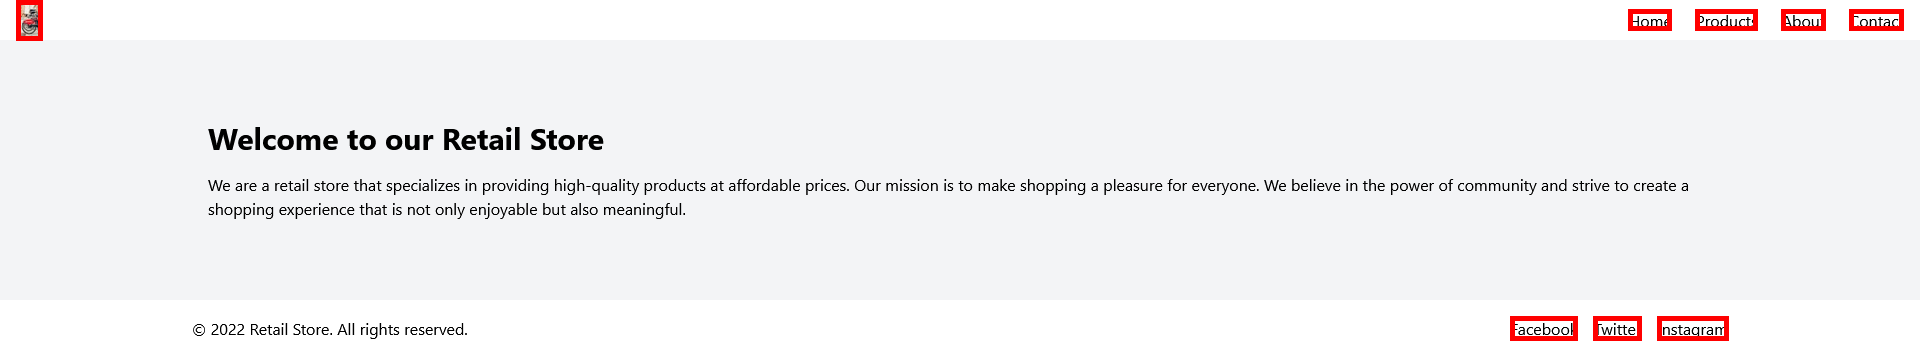 Home Products About Contact
Welcome to our Retail Store
We are a retail store that specializes in providing high-quality products at affordable prices. Our mission is to make shopping a pleasure for everyone. We believe in the power of community and strive to create a
shopping experience that is not only enjoyable but also meaningful.
© 2022 Retail Store. All rights reserved. Facebook Twitter Instagram